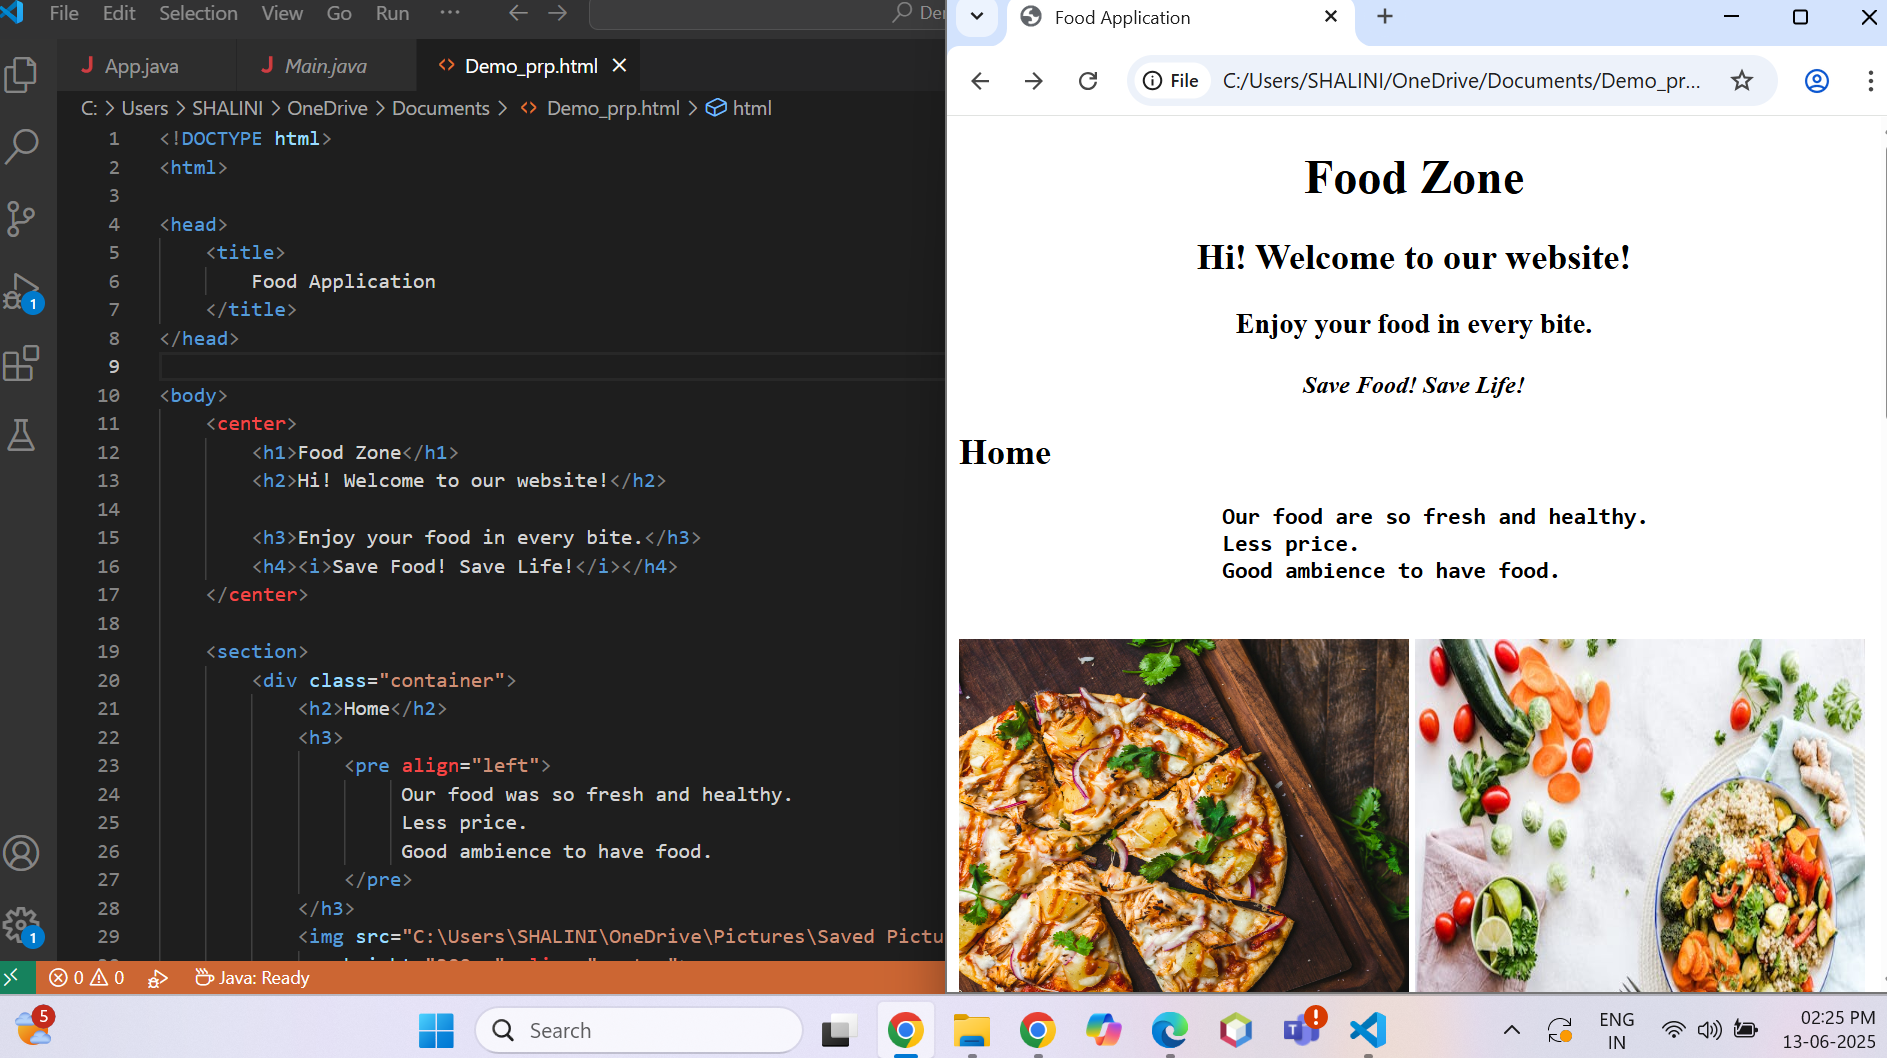 File Edit Selection View Go Run ··· De
App.java Main.java Demo_prp.html
C: > Users > SHALINI > OneDrive > Documents > Demo_prp.html > html
1 <!DOCTYPE html>
2 <html>
3
4 <head>
5 <title>
6 Food Application
7 </title>
8 </head>
9
10 <body>
11 <center>
12 <h1>Food Zone</h1>
13 <h2>Hi! Welcome to our website!</h2>
14
15 <h3>Enjoy your food in every bite.</h3>
16 <h4><i>Save Food! Save Life!</i></h4>
17 </center>
18
19 <section>
20 <div class="container">
21 <h2>Home</h2>
22 <h3>
23 <pre align="left">
24 Our food was so fresh and healthy.
25 Less price.
26 Good ambience to have food.
27 </pre>
28 </h3>
29 <img src="C:\Users\SHALINI\OneDrive\Pictures\Saved Pictu
1
1
0 0 Java: Ready
Food Application
File C:/Users/SHALINI/OneDrive/Documents/Demo_pr...
Food Zone
Hi! Welcome to our website!
Enjoy your food in every bite.
Save Food! Save Life!
Home
Our food are so fresh and healthy.
Less price.
Good ambience to have food.
5
Search
ENG
IN
02:25 PM
13-06-2025